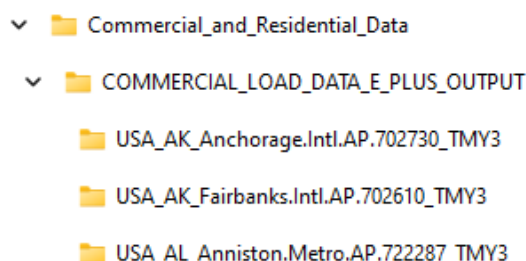 Commercial_and_Residential_Data
COMMERCIAL_LOAD_DATA_E_PLUS_OUTPUT
USA_AK_Anchorage.Intl.AP.702730_TMY3
USA_AK_Fairbanks.Intl.AP.702610_TMY3
USA_AL_Anniston.Metro.AP.722287_TMY3